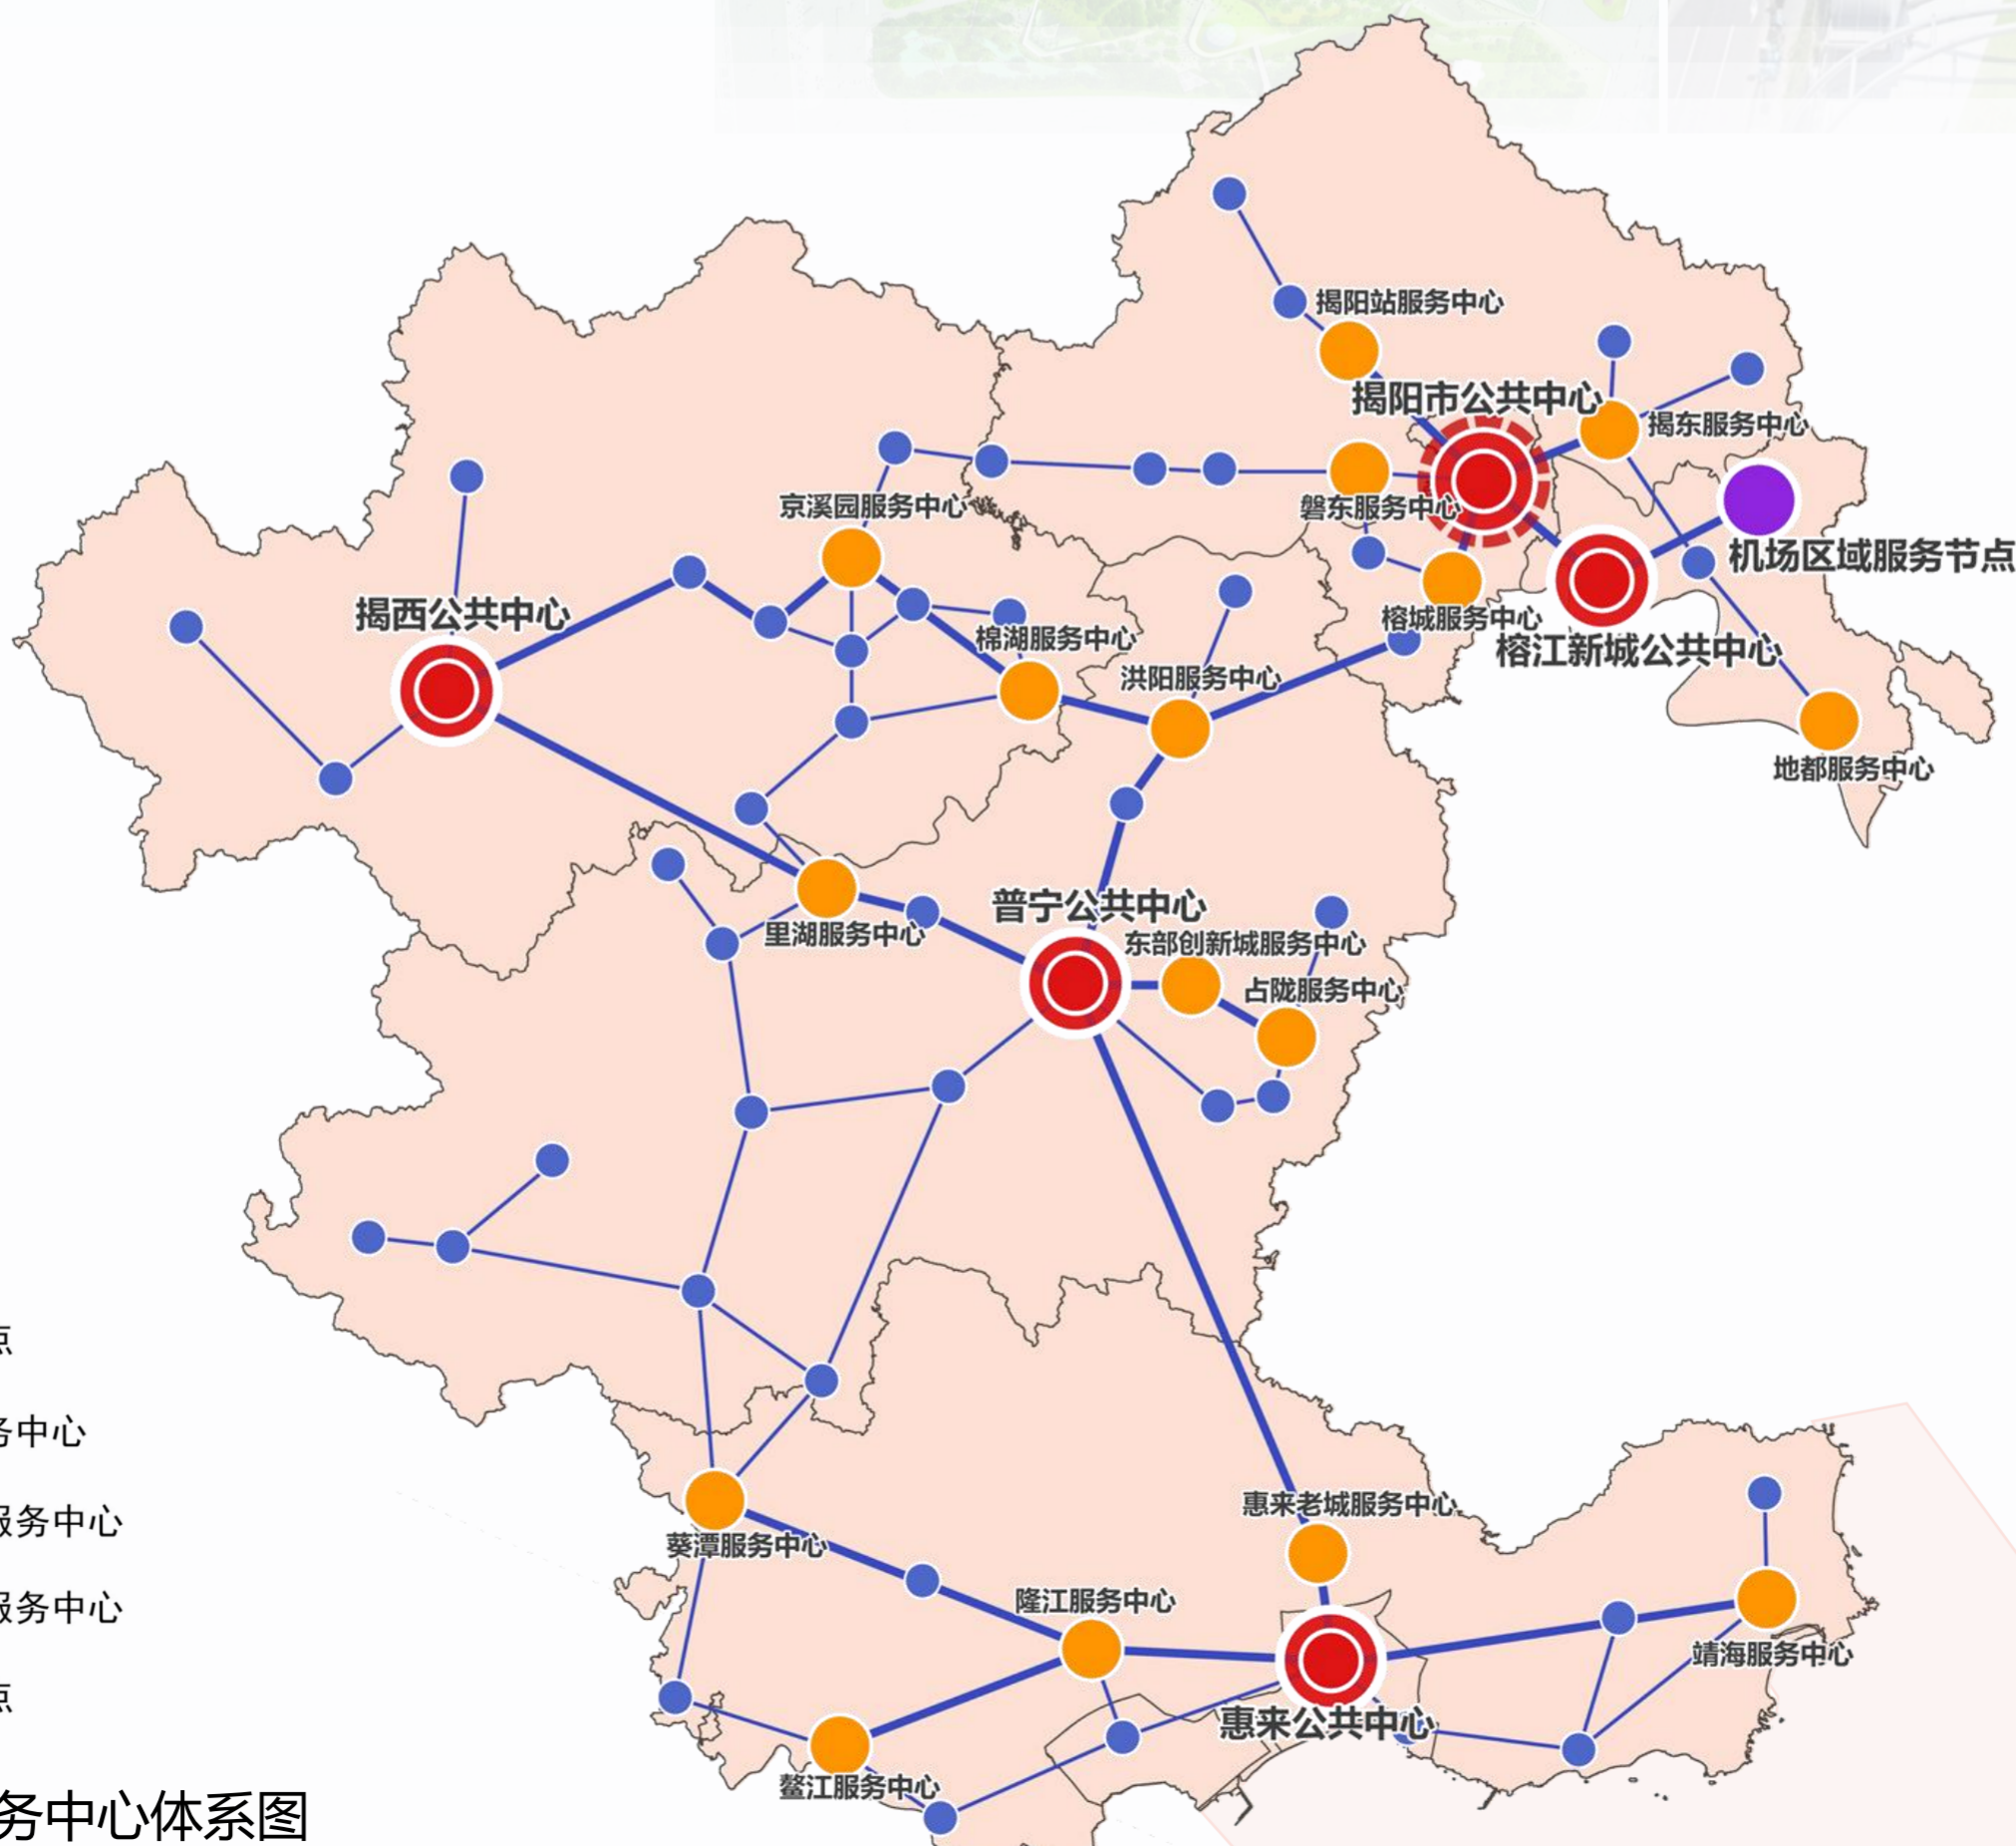 揭阳站服务中心
揭阳市公共中心
揭东服务中心
京溪园服务中心
磐东服务中心
机场区域服务节点
揭西公共中心
榕城服务中心
棉湖服务中心
榕江新城公共中心
洪阳服务中心
地都服务中心
普宁公共中心
里湖服务中心
东部创新城服务中心
占陇服务中心
点
务中心
惠来老城服务中心
服务中心
葵潭服务中心
隆江服务中心
服务中心
靖海服务中心
点
惠来公共中心
鳌江服务中心
务中心体系图